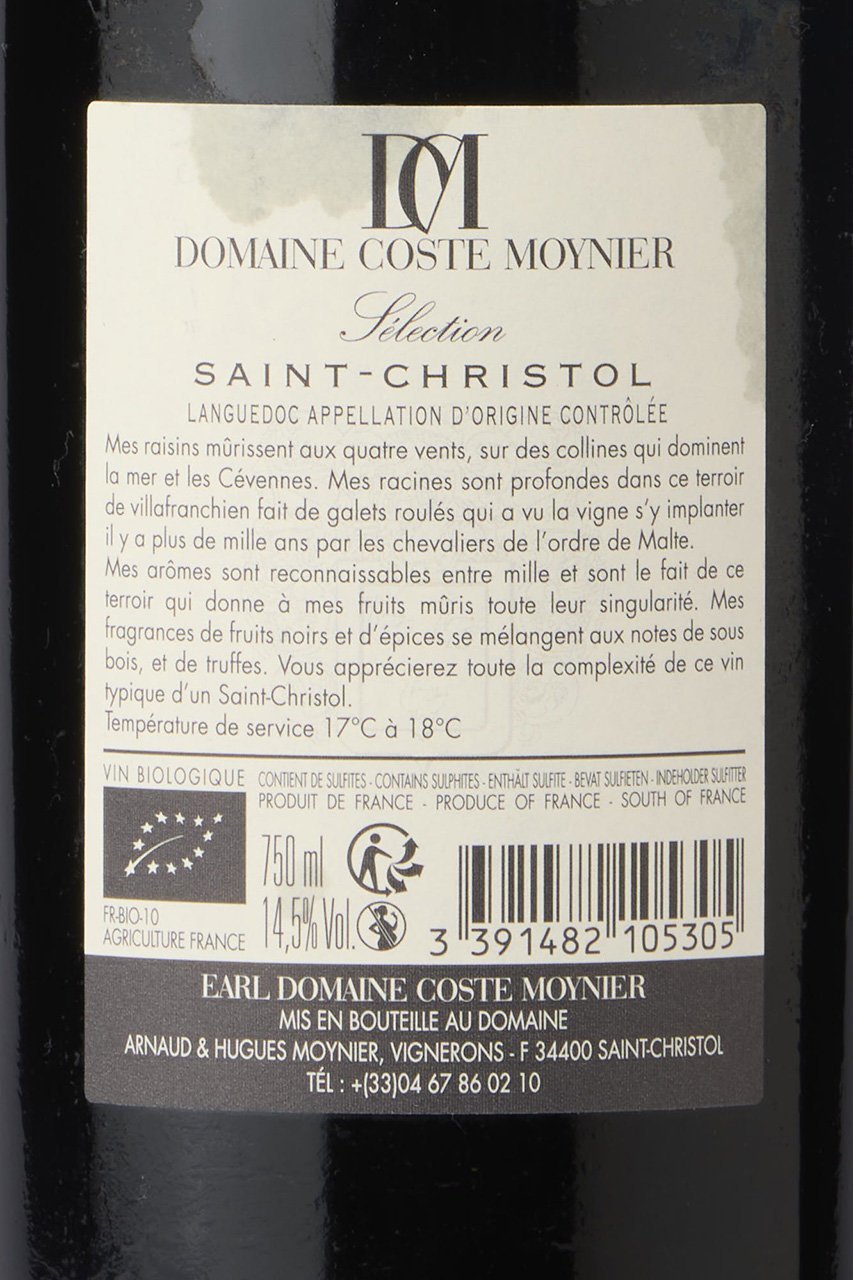 DCM
DOMAINE COSTE MOYNIER
Sélection
SAINT-CHRISTOL
LANGUEDOC APPELLATION D'ORIGINE CONTRÔLÉE
Mes raisins mûrissent aux quatre vents, sur des collines qui dominent
la mer et les Cévennes. Mes racines sont profondes dans ce terroir
de villafranchien fait de galets roulés qui a vu la vigne s'y implanter
il y a plus de mille ans par les chevaliers de l'ordre de Malte.
Mes arômes sont reconnaissables entre mille et sont le fait de ce
terroir qui donne à mes fruits mûris toute leur singularité. Mes
fragrances de fruits noirs et d'épices se mélangent aux notes de sous
bois, et de truffes. Vous apprécierez toute la complexité de ce vin
typique d'un Saint-Christol.
Température de service 17°C à 18°C
VIN BIOLOGIQUE
CONTIENT DE SULFITES - CONTAINS SULPHITES - ENTHÄLT SULFITE - BEVAT SULFIETEN - INDEHOLDER SULFITTER
PRODUIT DE FRANCE - PRODUCE OF FRANCE - SOUTH OF FRANCE
750 ml
14,5% Vol.
FR-BIO-10
AGRICULTURE FRANCE
3 391482 105305
EARL DOMAINE COSTE MOYNIER
MIS EN BOUTEILLE AU DOMAINE
ARNAUD & HUGUES MOYNIER, VIGNERONS - F 34400 SAINT-CHRISTOL
TÉL : +(33)04 67 86 02 10